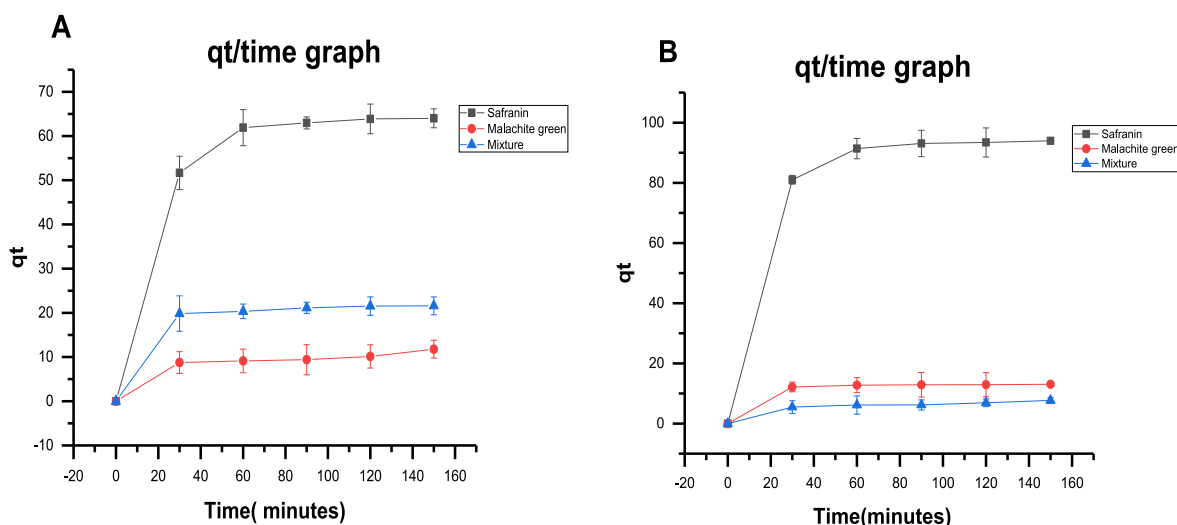 A
qt/time graph
70
60
50
40
30
20
10
0
-10
qt
-20 0 20 40 60 80 100 120 140 160
Time( minutes)
Safranin
Malachite green
Mixture
B
qt/time graph
100
80
60
40
20
0
qt
-20 0 20 40 60 80 100 120 140 160
Time(minutes)
Safranin
Malachite green
Mixture